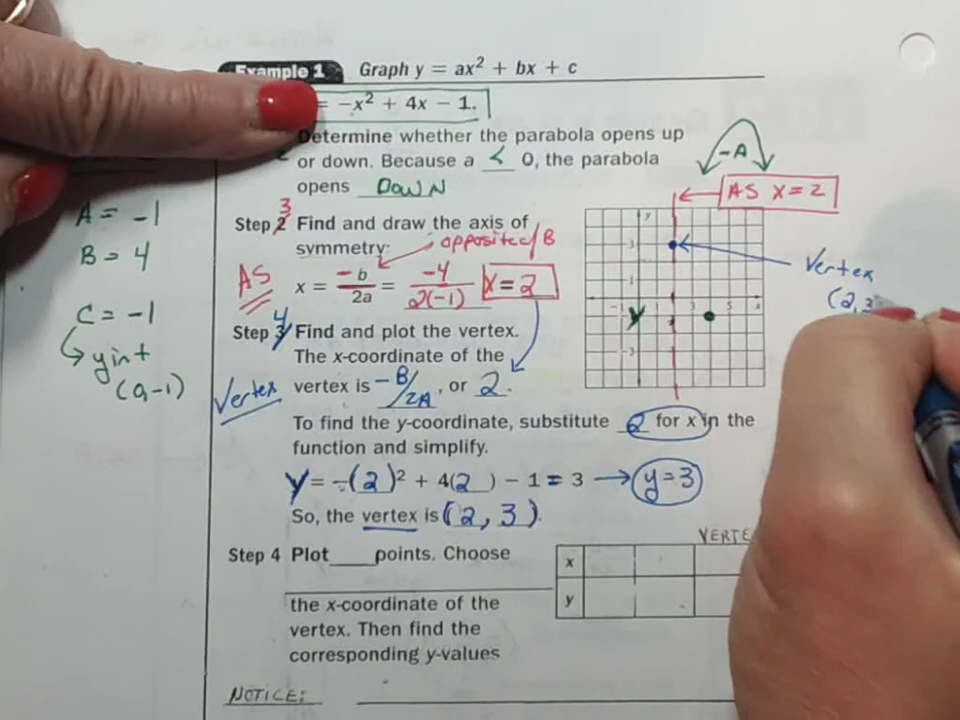 Example 1 Graph y = ax² + bx + c
= −x² + 4x − 1.
Determine whether the parabola opens up
or down. Because a < 0, the parabola
opens DOWN
-A
AS X=2
A = -1
B = 4
C = -1
y int
(0,-1)
3
Step 2 Find and draw the axis of
symmetry:
opposite of B
AS x = −b/2a = -4/2(-1) X=2
Vertex
(2,3
4
Step 3 Find and plot the vertex.
The x-coordinate of the
Vertex vertex is -B/2A, or 2.
To find the y-coordinate, substitute 2 for x in the
function and simplify.
y = -(2)² + 4(2) − 1 = 3 → y=3
So, the vertex is (2, 3).
Step 4 Plot ____ points. Choose
the x-coordinate of the
vertex. Then find the
corresponding y-values
VERTE
x
y
NOTICE: